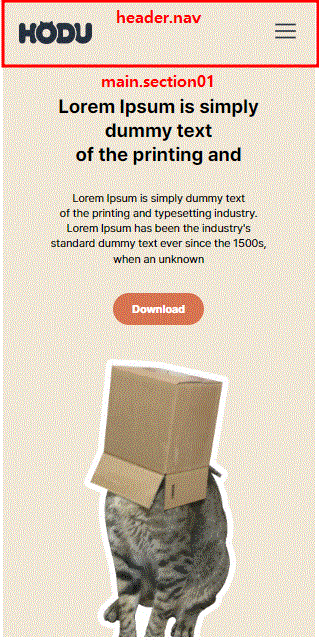 header.nav
HODU
main.section01
Lorem Ipsum is simply
dummy text
of the printing and
Lorem Ipsum is simply dummy text
of the printing and typesetting industry.
Lorem Ipsum has been the industry's
standard dummy text ever since the 1500s,
when an unknown
Download